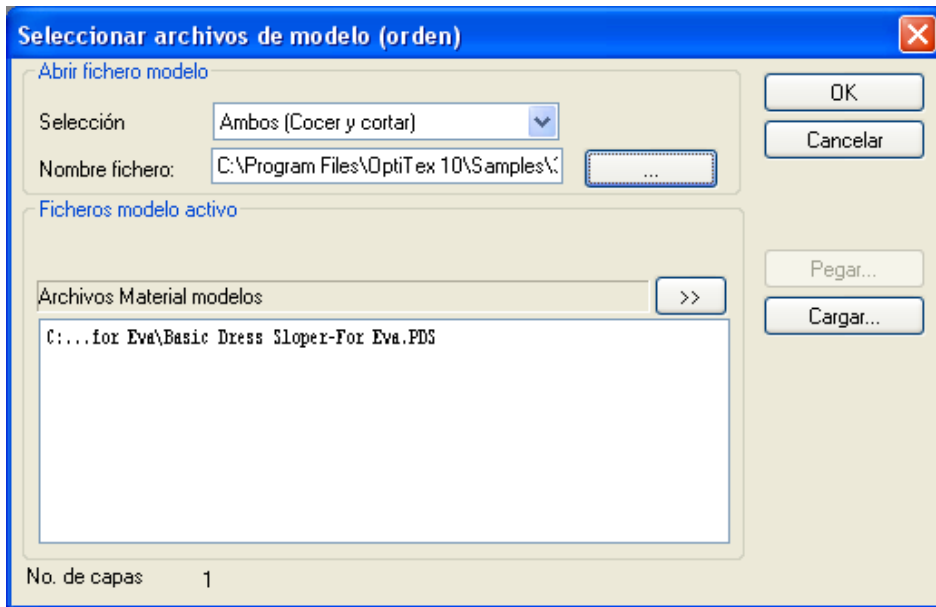 Seleccionar archivos de modelo (orden)
Abrir fichero modelo
Selección Ambos (Cocer y cortar)
Nombre fichero: C:\Program Files\OptiTex 10\Samples\ ...
OK
Cancelar
Ficheros modelo activo
Archivos Material modelos >>
C:...for Eva\Basic Dress Sloper-For Eva.PDS
Pegar...
Cargar...
No. de capas 1